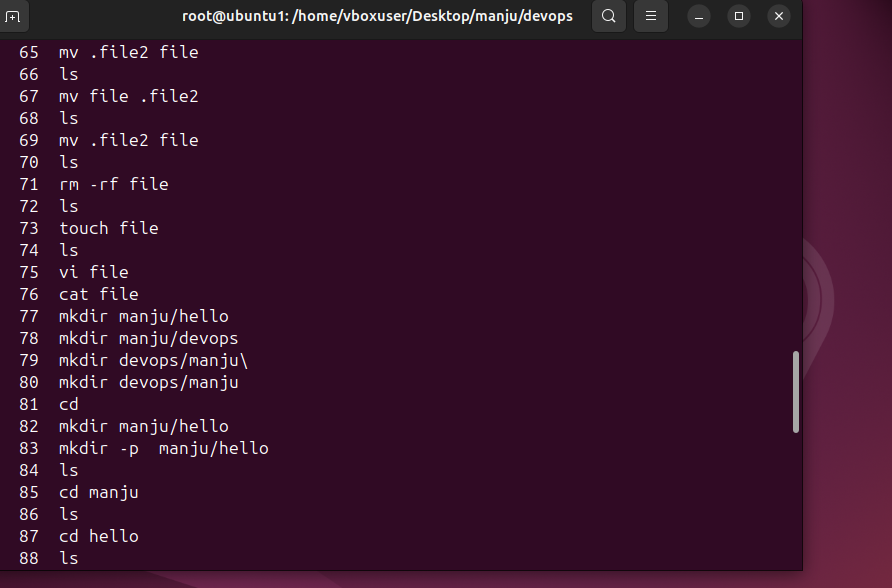 root@ubuntu1: /home/vboxuser/Desktop/manju/devops
65 mv .file2 file
66 ls
67 mv file .file2
68 ls
69 mv .file2 file
70 ls
71 rm -rf file
72 ls
73 touch file
74 ls
75 vi file
76 cat file
77 mkdir manju/hello
78 mkdir manju/devops
79 mkdir devops/manju\
80 mkdir devops/manju
81 cd
82 mkdir manju/hello
83 mkdir -p  manju/hello
84 ls
85 cd manju
86 ls
87 cd hello
88 ls